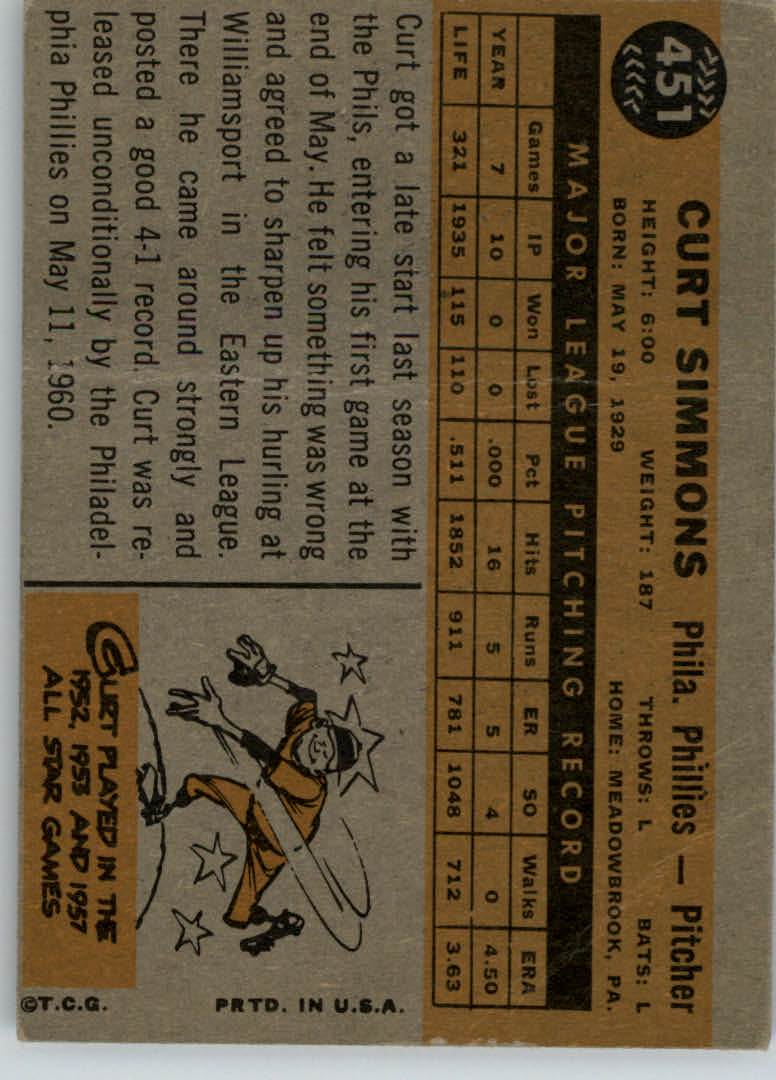 451
CURT SIMMONS Phila. Phillies — Pitcher
HEIGHT: 6:00 WEIGHT: 187 THROWS: L BATS: L
BORN: MAY 19, 1929 HOME: MEADOWBROOK, PA.
MAJOR LEAGUE PITCHING RECORD
Games IP Won Lost Pct Hits Runs ER SO Walks ERA
YEAR 7 10 0 0 .000 16 5 5 4 0 4.50
LIFE 321 1935 115 110 .511 1852 911 781 1048 712 3.63
Curt got a late start last season with
the Phils, entering his first game at the
end of May. He felt something was wrong
and agreed to sharpen up his hurling at
Williamsport in the Eastern League.
There he came around strongly and
posted a good 4-1 record. Curt was re-
leased unconditionally by the Philadel-
phia Phillies on May 11, 1960.
CURT PLAYED IN THE
1952, 1953 AND 1957
ALL STAR GAMES
©T.C.G. PRTD. IN U.S.A.